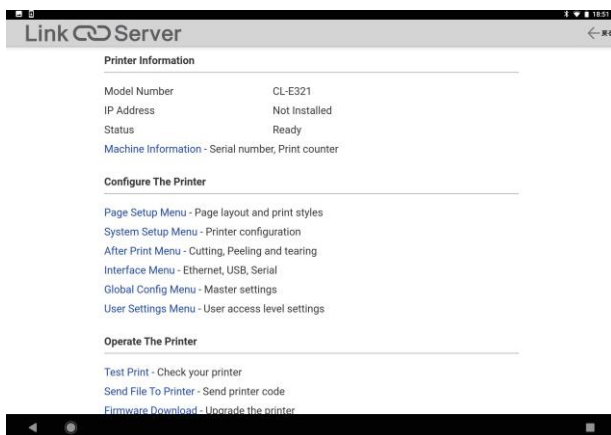 18:51
Link Server
Printer Information
Model Number CL-E321
IP Address Not Installed
Status Ready
Machine Information - Serial number, Print counter
Configure The Printer
Page Setup Menu - Page layout and print styles
System Setup Menu - Printer configuration
After Print Menu - Cutting, Peeling and tearing
Interface Menu - Ethernet, USB, Serial
Global Config Menu - Master settings
User Settings Menu - User access level settings
Operate The Printer
Test Print - Check your printer
Send File To Printer - Send printer code
Firmware Download - Upgrade the printer